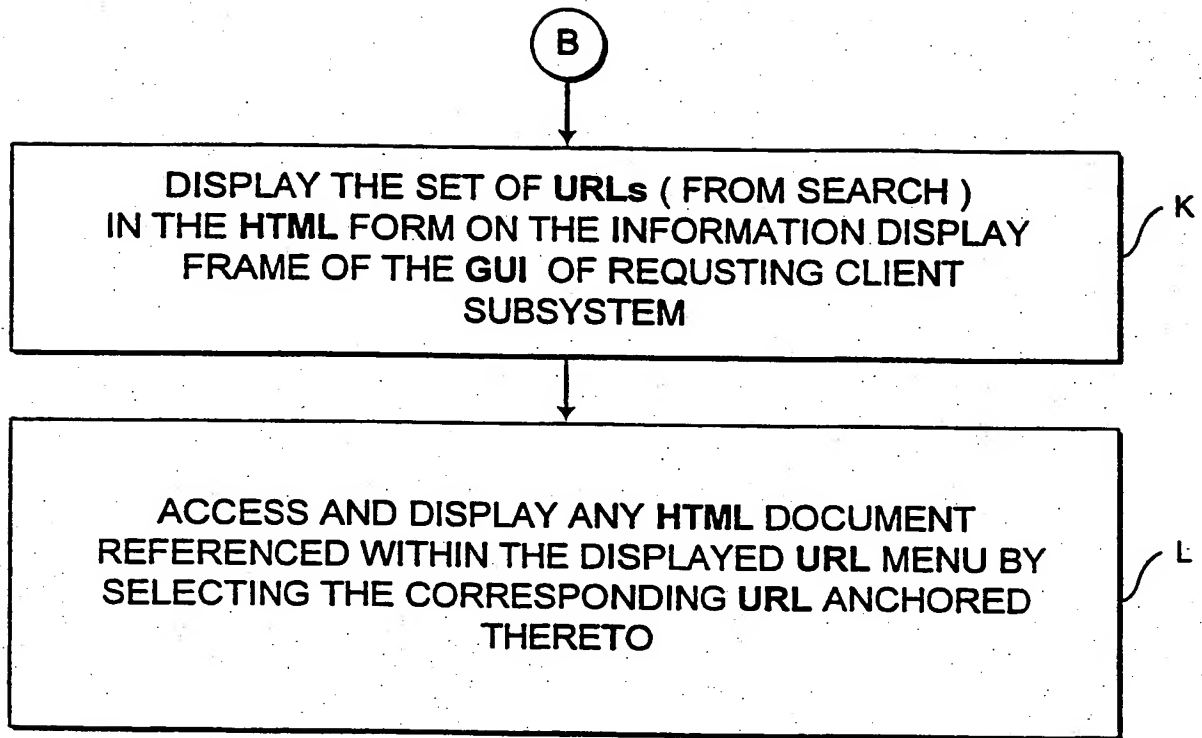 B
DISPLAY THE SET OF URLs ( FROM SEARCH )
IN THE HTML FORM ON THE INFORMATION DISPLAY
FRAME OF THE GUI OF REQUSTING CLIENT
SUBSYSTEM
K
ACCESS AND DISPLAY ANY HTML DOCUMENT
REFERENCED WITHIN THE DISPLAYED URL MENU BY
SELECTING THE CORRESPONDING URL ANCHORED
THERETO
L